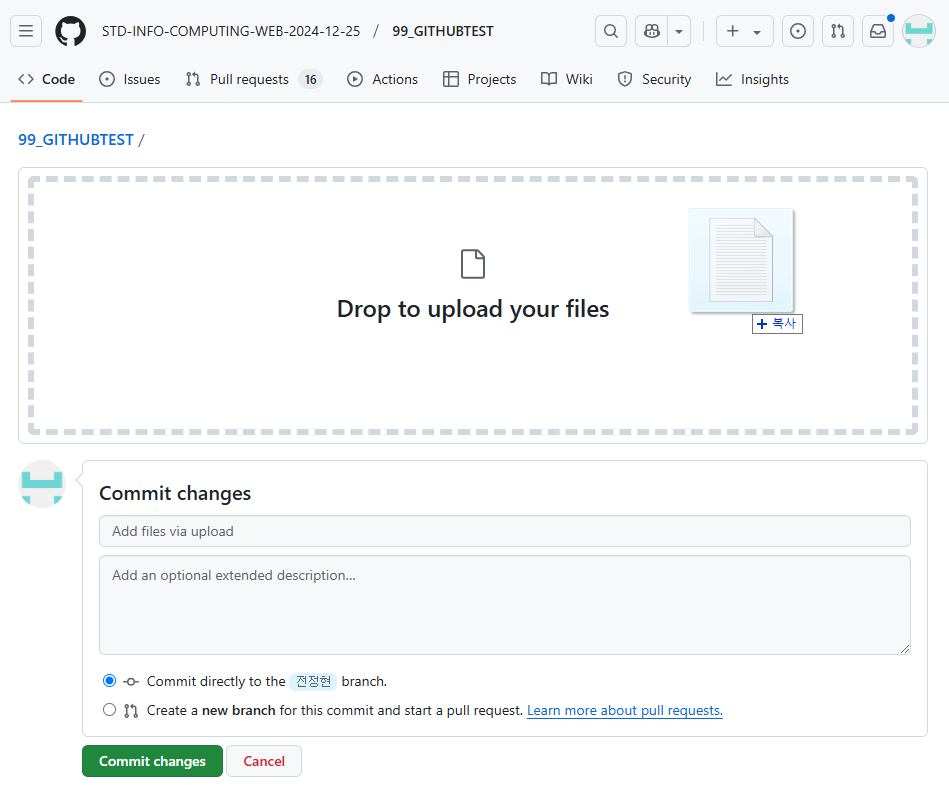 STD-INFO-COMPUTING-WEB-2024-12-25 / 99_GITHUBTEST
Code Issues Pull requests 16 Actions Projects Wiki Security Insights
99_GITHUBTEST /
Drop to upload your files
+ 복사
Commit changes
Add files via upload
Add an optional extended description...
Commit directly to the 전정현 branch.
Create a new branch for this commit and start a pull request. Learn more about pull requests.
Commit changes Cancel